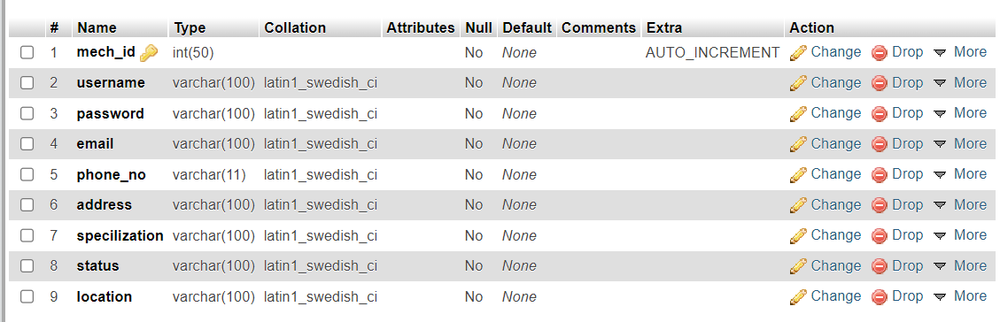 # Name Type Collation Attributes Null Default Comments Extra Action
1 mech_id int(50) No None AUTO_INCREMENT Change Drop More
2 username varchar(100) latin1_swedish_ci No None Change Drop More
3 password varchar(100) latin1_swedish_ci No None Change Drop More
4 email varchar(100) latin1_swedish_ci No None Change Drop More
5 phone_no varchar(11) latin1_swedish_ci No None Change Drop More
6 address varchar(100) latin1_swedish_ci No None Change Drop More
7 specilization varchar(100) latin1_swedish_ci No None Change Drop More
8 status varchar(100) latin1_swedish_ci No None Change Drop More
9 location varchar(100) latin1_swedish_ci No None Change Drop More